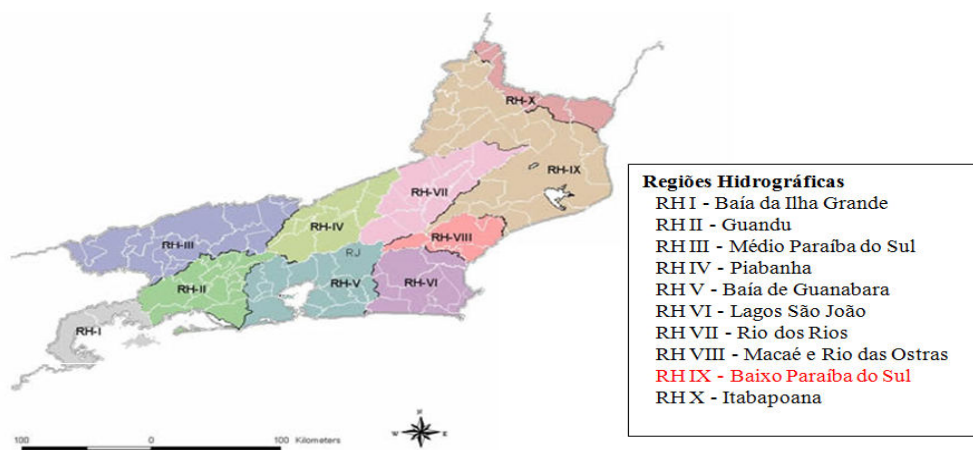 RH-X
RH-IX
RH-VII
RH-IV
RH-VIII
RH-III
RJ
RH-II
RH-V
RH-VI
RH-I
N
W
E
S
100
0
100
Kilometers
Regiões Hidrográficas
RH I - Baía da Ilha Grande
RH II - Guandu
RH III - Médio Paraíba do Sul
RH IV - Piabanha
RH V - Baía de Guanabara
RH VI - Lagos São João
RH VII - Rio dos Rios
RH VIII - Macaé e Rio das Ostras
RH IX - Baixo Paraíba do Sul
RH X - Itabapoana